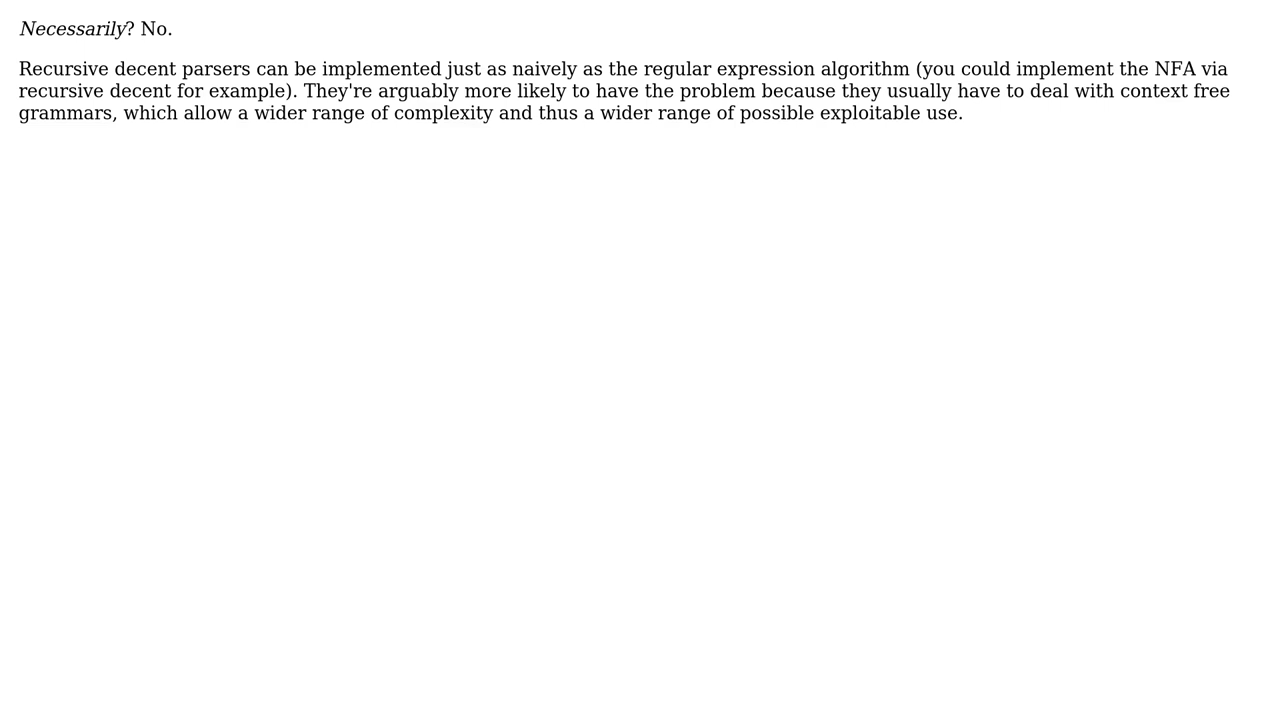 Necessarily? No.
Recursive decent parsers can be implemented just as naively as the regular expression algorithm (you could implement the NFA via
recursive decent for example). They're arguably more likely to have the problem because they usually have to deal with context free
grammars, which allow a wider range of complexity and thus a wider range of possible exploitable use.